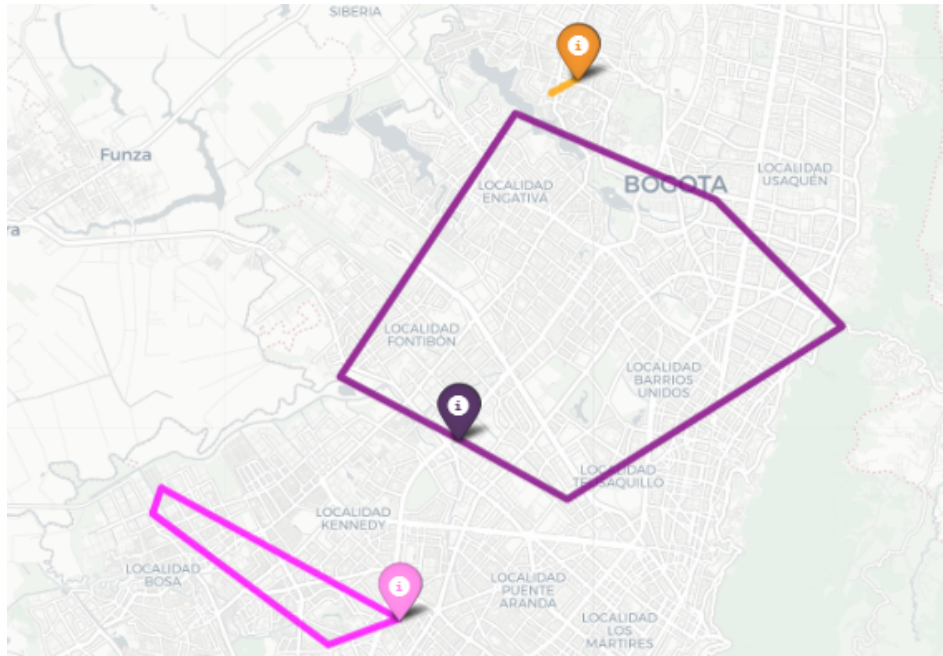 SIBERIA
i
Funza
LOCALIDAD
USAQUÉN
BOGOTA
LOCALIDAD
ENGATIVÁ
ra
LOCALIDAD
FONTIBÓN
LOCALIDAD
BARRIOS
UNIDOS
i
LOCALIDAD
TEUSAQUILLO
LOCALIDAD
KENNEDY
LOCALIDAD
BOSA
i
LOCALIDAD
PUENTE
ARANDA
LOCALIDAD
LOS
MÁRTIRES